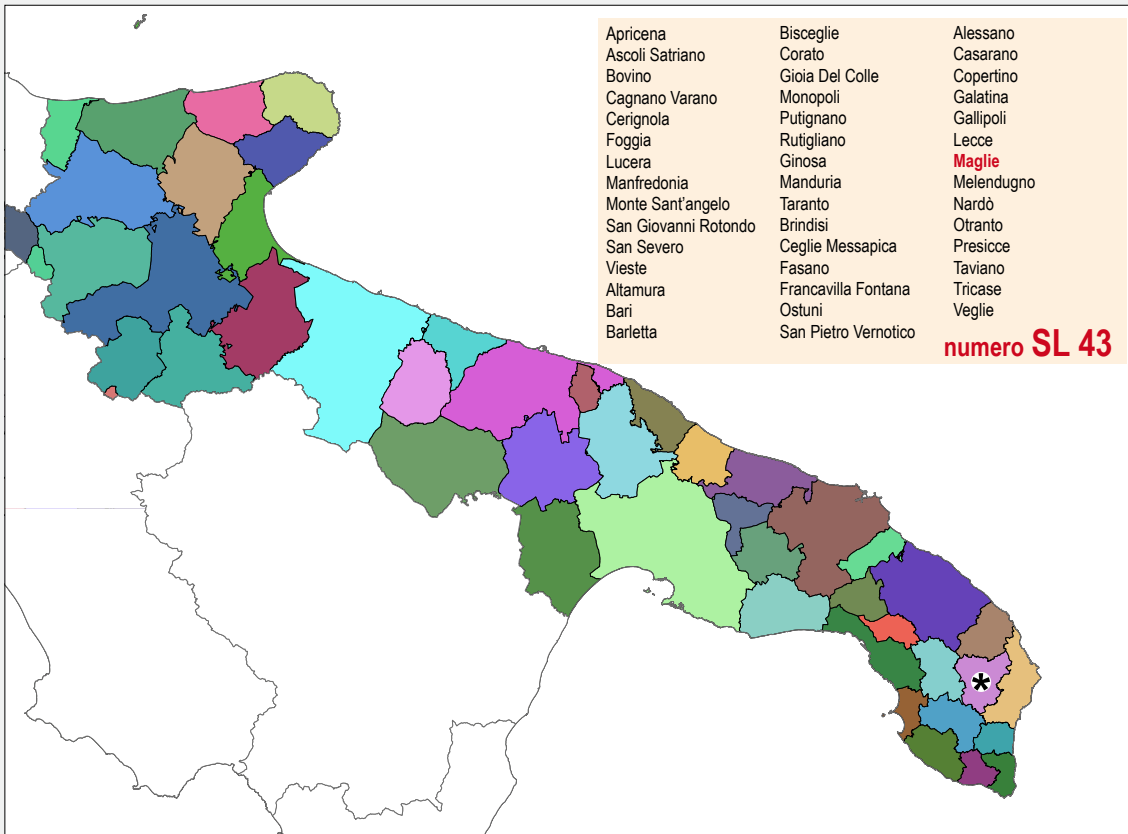 Apricena
Ascoli Satriano
Bovino
Cagnano Varano
Cerignola
Foggia
Lucera
Manfredonia
Monte Sant'angelo
San Giovanni Rotondo
San Severo
Vieste
Altamura
Bari
Barletta
Bisceglie
Corato
Gioia Del Colle
Monopoli
Putignano
Rutigliano
Ginosa
Manduria
Taranto
Brindisi
Ceglie Messapica
Fasano
Francavilla Fontana
Ostuni
San Pietro Vernotico
Alessano
Casarano
Copertino
Galatina
Gallipoli
Lecce
Maglie
Melendugno
Nardò
Otranto
Presicce
Taviano
Tricase
Veglie
numero SL 43
*